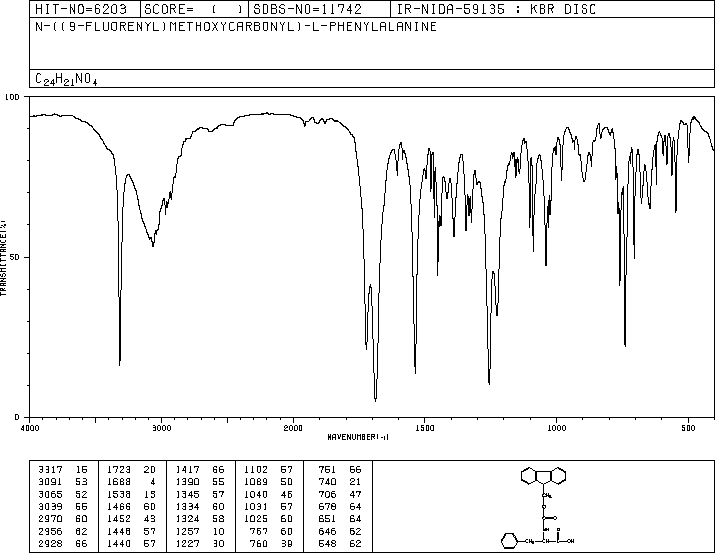 HIT-NO=6203 SCORE= ( ) SDBS-NO=11742 IR-NIDA-59135 : KBR DISC
N-((9-FLUORENYL)METHOXYCARBONYL)-L-PHENYLALANINE
C24H21NO4
100
50
0
TRANSMITTANCE(%)
4000 3000 2000 1500 1000 500
WAVENUMBER(-1)
3317 16 1723 20 1417 66 1102 57 751 56
3091 53 1688 4 1390 55 1089 50 740 21
3065 52 1538 13 1345 57 1040 46 706 47
3039 55 1466 60 1334 60 1031 57 678 64
2970 60 1452 43 1324 58 1025 60 651 64
2956 62 1448 57 1257 10 767 60 646 62
2928 66 1440 57 1227 30 760 39 548 62
CH2
O
C=O
NH
O
CH2 CH C OH